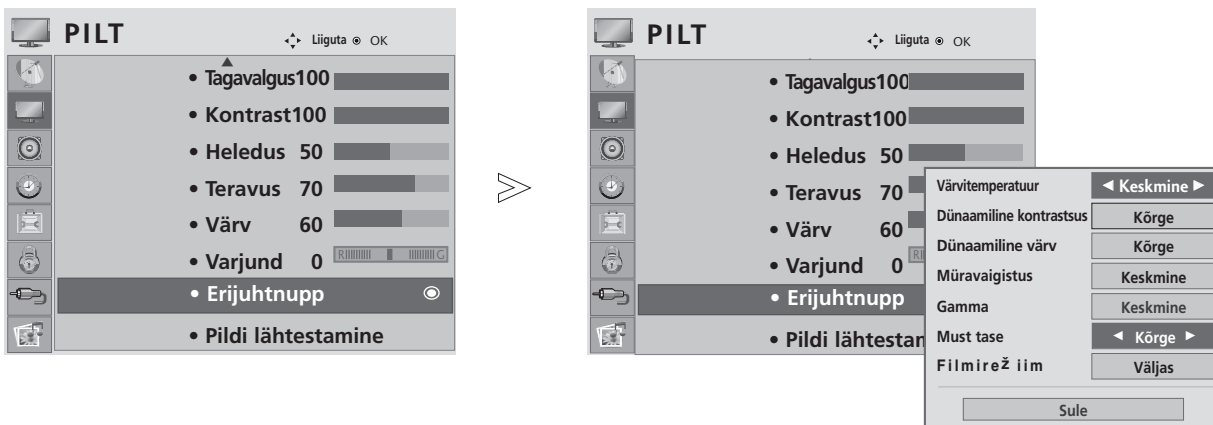 PILT
Liiguta OK
Tagavalgus100
Kontrast100
Heledus 50
Teravus 70
Värv 60
Varjund 0 R G
Erijuhtnupp
Pildi lähtestamine
PILT
Liiguta OK
Tagavalgus100
Kontrast100
Heledus 50
Teravus 70
Värv 60
Varjund 0 R
Erijuhtnupp
Pildi lähtestam
Värvitemperatuur Keskmine
Dünaamiline kontrastsus Kõrge
Dünaamiline värv Kõrge
Müravaigistus Keskmine
Gamma Keskmine
Must tase Kõrge
Filmirežiim Väljas
Sule